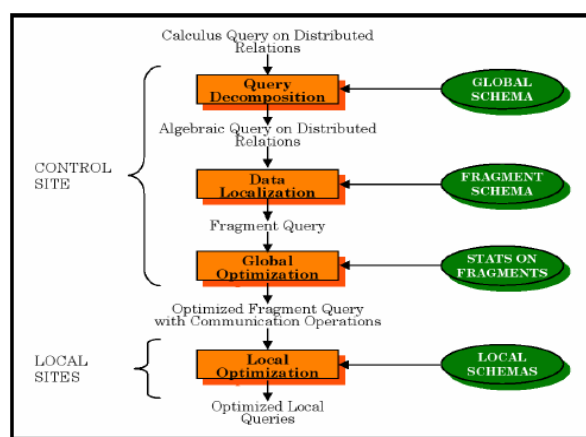 Calculus Query on Distributed
Relations
Query
Decomposition
GLOBAL
SCHEMA
Algebraic Query on Distributed
Relations
CONTROL
SITE
Data
Localization
FRAGMENT
SCHEMA
Fragment Query
Global
Optimization
STATS ON
FRAGMENTS
Optimized Fragment Query
with Communication Operations
LOCAL
SITES
Local
Optimization
LOCAL
SCHEMAS
Optimized Local
Queries